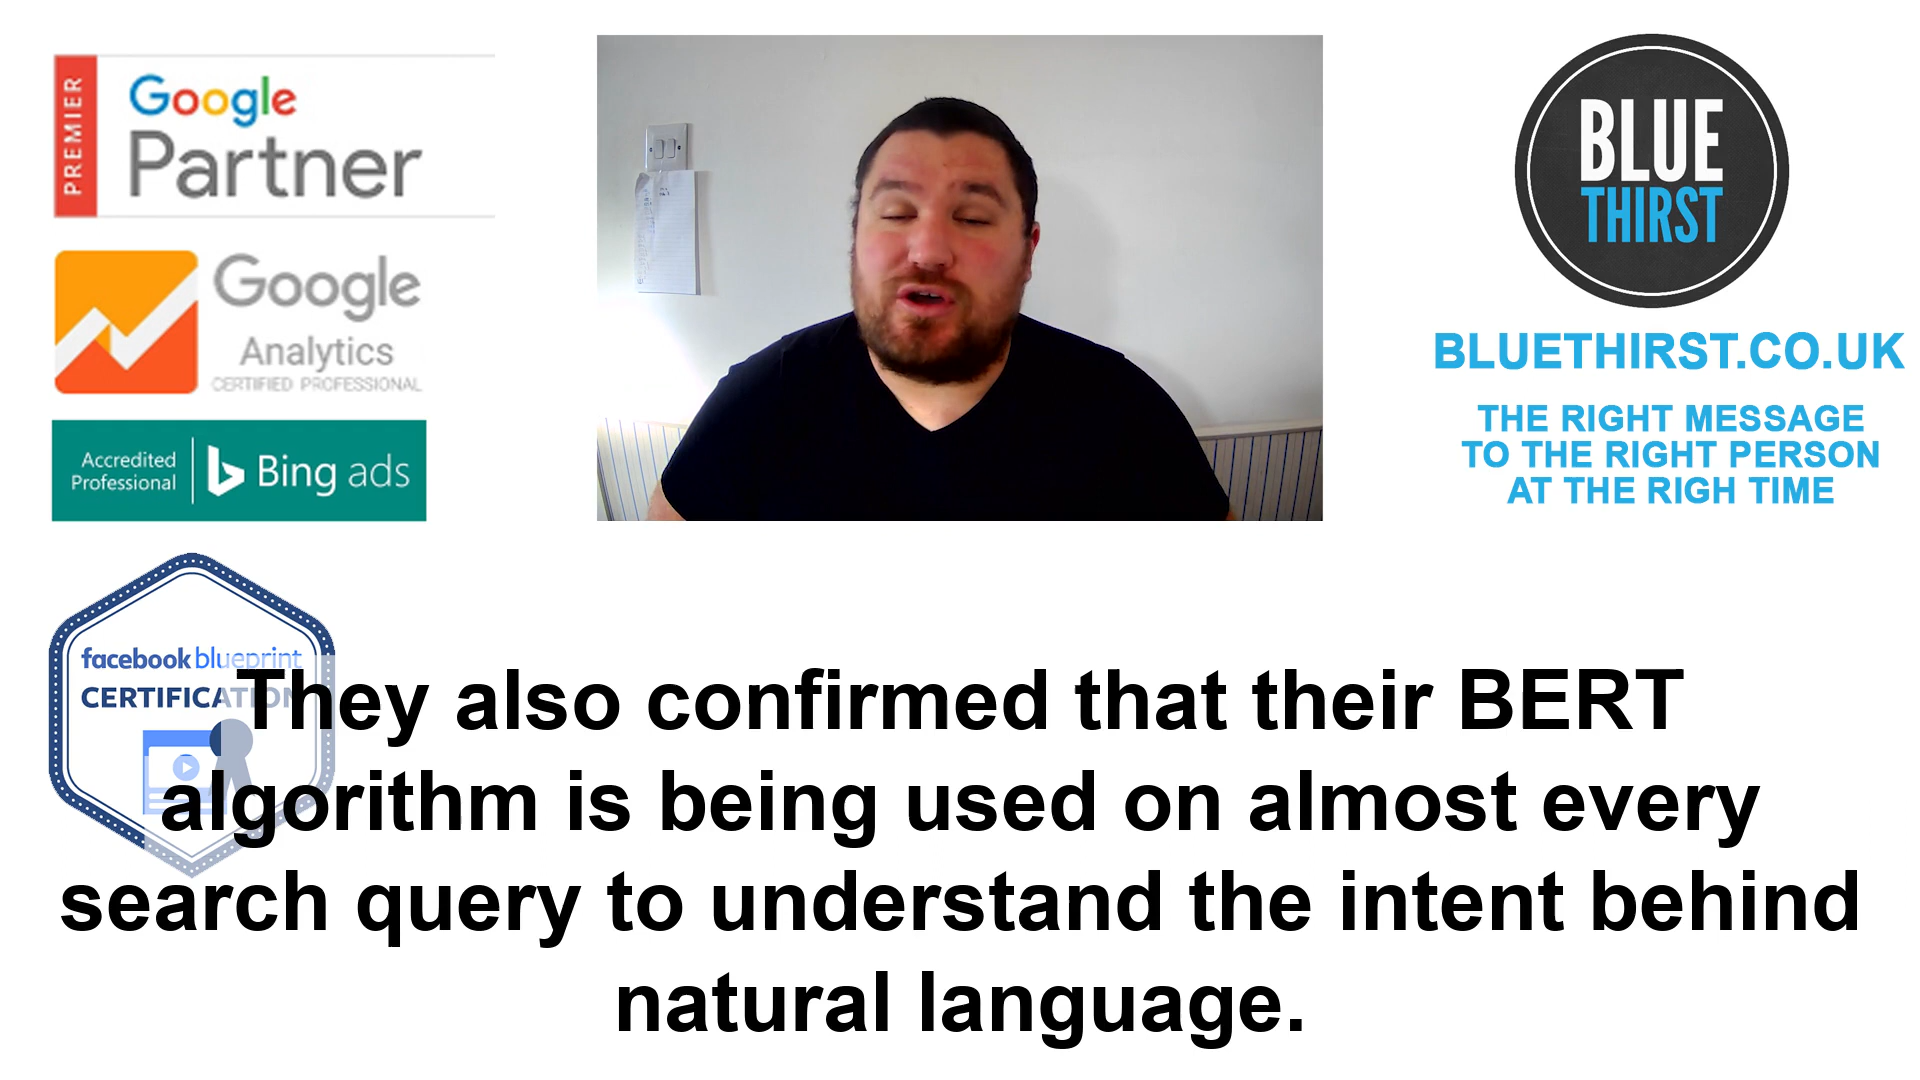 PREMIER
Google
Partner
Google
Analytics
CERTIFIED PROFESSIONAL
Accredited
Professional
Bing ads
BLUE
THIRST
BLUETHIRST.CO.UK
THE RIGHT MESSAGE
TO THE RIGHT PERSON
AT THE RIGH TIME
facebook blueprint
CERTIFICATION
They also confirmed that their BERT
algorithm is being used on almost every
search query to understand the intent behind
natural language.